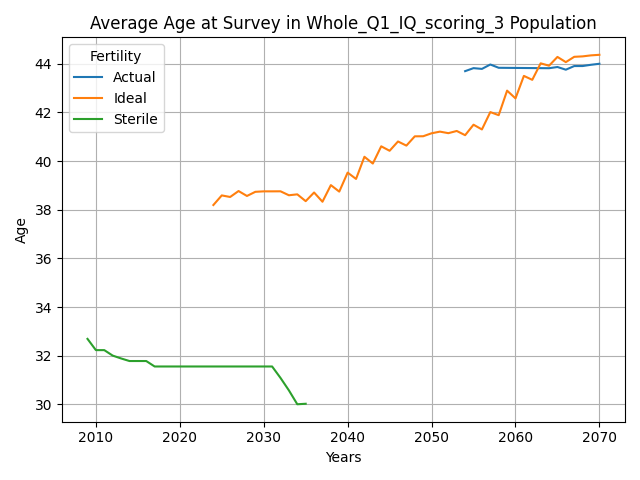 Average Age at Survey in Whole_Q1_IQ_scoring_3 Population
Fertility
Actual
Ideal
Sterile
Age
44
42
40
38
36
34
32
30
2010 2020 2030 2040 2050 2060 2070
Years